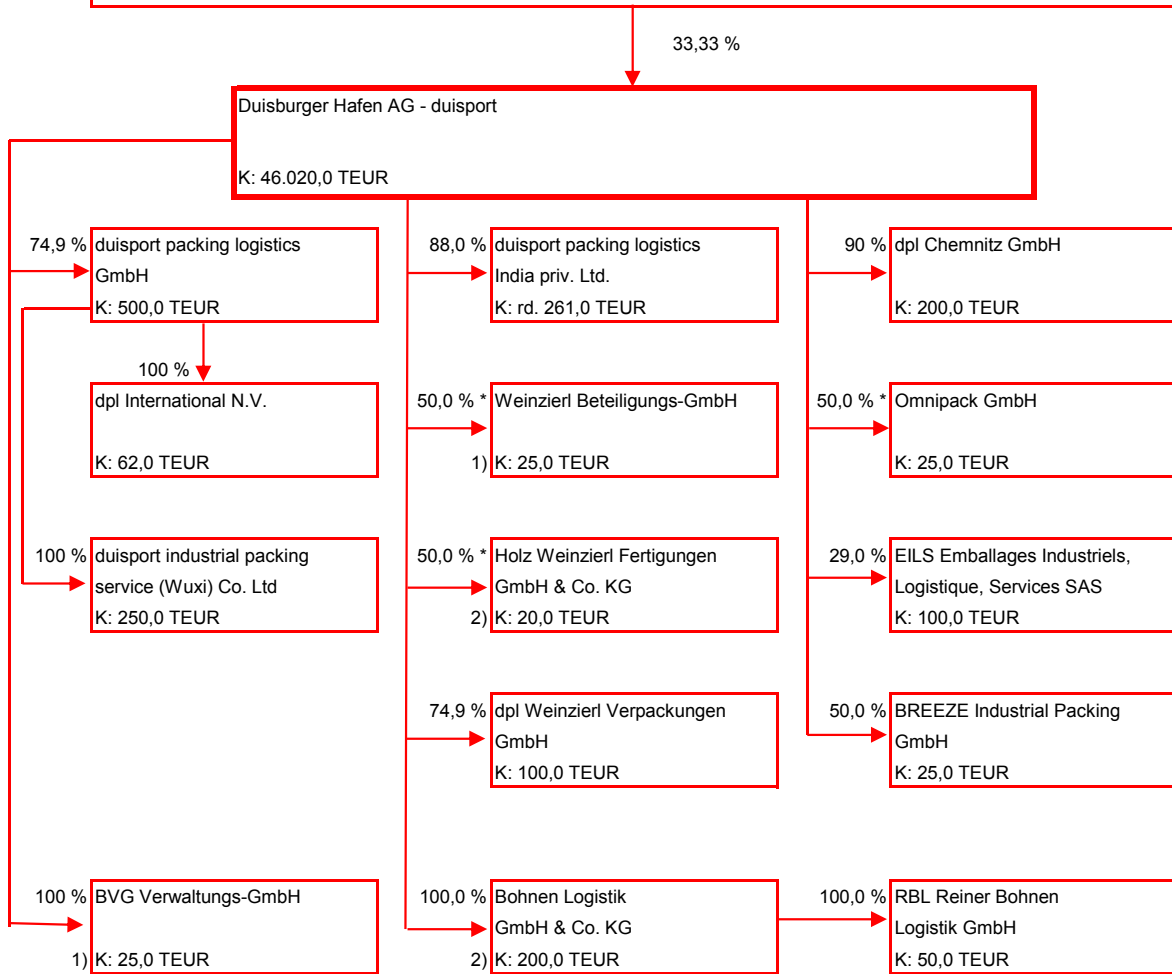 33,33 %
Duisburger Hafen AG - duisport
K: 46.020,0 TEUR
74,9 % duisport packing logistics
GmbH
K: 500,0 TEUR
88,0 % duisport packing logistics
India priv. Ltd.
K: rd. 261,0 TEUR
90 % dpl Chemnitz GmbH
K: 200,0 TEUR
100 %
dpl International N.V.
K: 62,0 TEUR
50,0 % * Weinzierl Beteiligungs-GmbH
1) K: 25,0 TEUR
50,0 % * Omnipack GmbH
K: 25,0 TEUR
100 % duisport industrial packing
service (Wuxi) Co. Ltd
K: 250,0 TEUR
50,0 % * Holz Weinzierl Fertigungen
GmbH & Co. KG
2) K: 20,0 TEUR
29,0 % EILS Emballages Industriels,
Logistique, Services SAS
K: 100,0 TEUR
74,9 % dpl Weinzierl Verpackungen
GmbH
K: 100,0 TEUR
50,0 % BREEZE Industrial Packing
GmbH
K: 25,0 TEUR
100 % BVG Verwaltungs-GmbH
1) K: 25,0 TEUR
100,0 % Bohnen Logistik
GmbH & Co. KG
2) K: 200,0 TEUR
100,0 % RBL Reiner Bohnen
Logistik GmbH
K: 50,0 TEUR